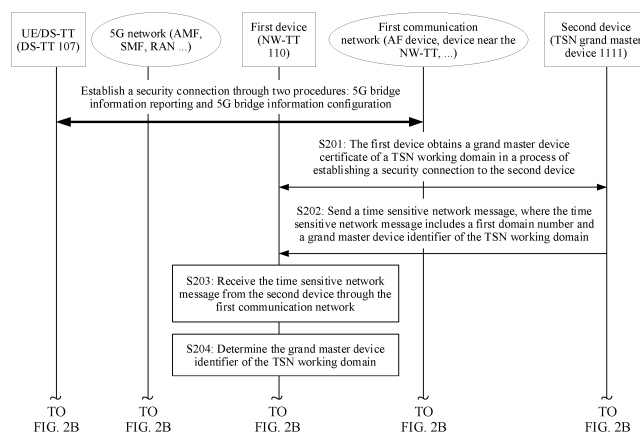 UE/DS-TT
(DS-TT 107)
5G network (AMF,
SMF, RAN ...)
First device
(NW-TT
110)
First communication
network (AF device, device near the
NW-TT, ...)
Second device
(TSN grand master
device 1111)
Establish a security connection through two procedures: 5G bridge
information reporting and 5G bridge information configuration
S201: The first device obtains a grand master device
certificate of a TSN working domain in a process of
establishing a security connection to the second device
S202: Send a time sensitive network message, where the time
sensitive network message includes a first domain number and
a grand master device identifier of the TSN working domain
S203: Receive the time sensitive network
message from the second device through the
first communication network
S204: Determine the grand master device
identifier of the TSN working domain
TO
FIG. 2B
TO
FIG. 2B
TO
FIG. 2B
TO
FIG. 2B
TO
FIG. 2B